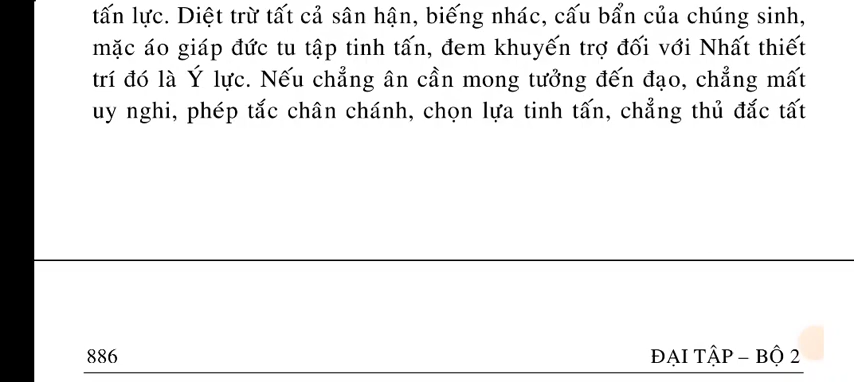 tấn lực. Diệt trừ tất cả sân hận, biếng nhác, cấu bẩn của chúng sinh,
mặc áo giáp đức tu tập tinh tấn, đem khuyến trợ đối với Nhất thiết
trí đó là Ý lực. Nếu chẳng ân cần mong tưởng đến đạo, chẳng mất
uy nghi, phép tắc chân chánh, chọn lựa tinh tấn, chẳng thủ đắc tất
886 ĐẠI TẬP – BỘ 2